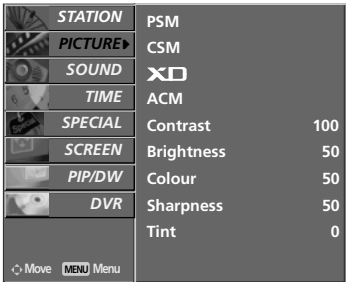 STATION
PICTURE
SOUND
TIME
SPECIAL
SCREEN
PIP/DW
DVR
Move MENU Menu
PSM
CSM
XD
ACM
Contrast 100
Brightness 50
Colour 50
Sharpness 50
Tint 0